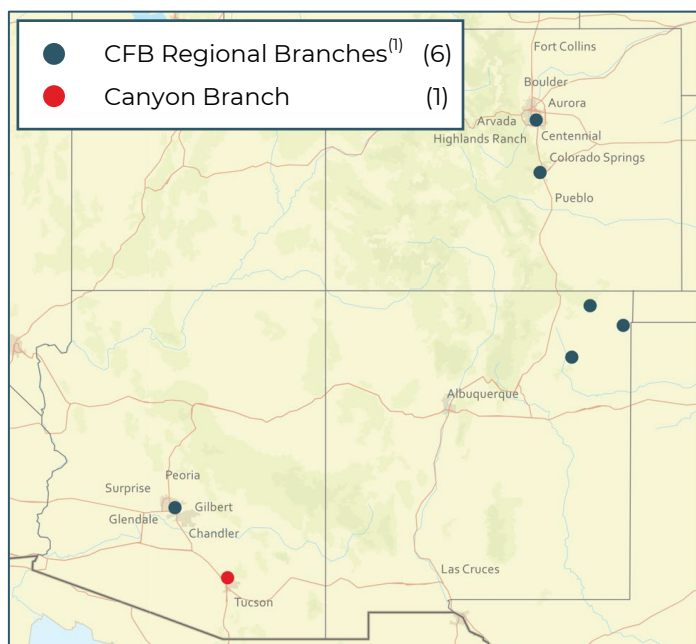 CFB Regional Branches(1) (6)
Canyon Branch (1)
Fort Collins
Boulder
Aurora
Arvada
Centennial
Highlands Ranch
Colorado Springs
Pueblo
Albuquerque
Peoria
Surprise
Gilbert
Glendale
Chandler
Las Cruces
Tucson